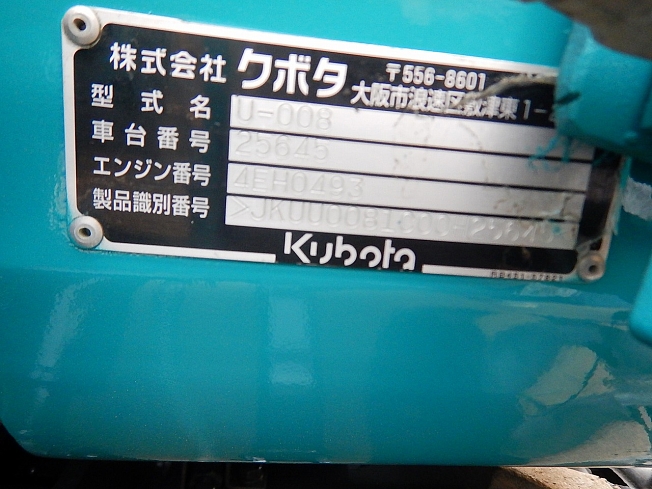 株式会社 クボタ 〒556-8601
大阪市浪速区敷津東1-
型式名 U-008
車台番号 25645
エンジン番号 4EH0493
製品識別番号
Kubota